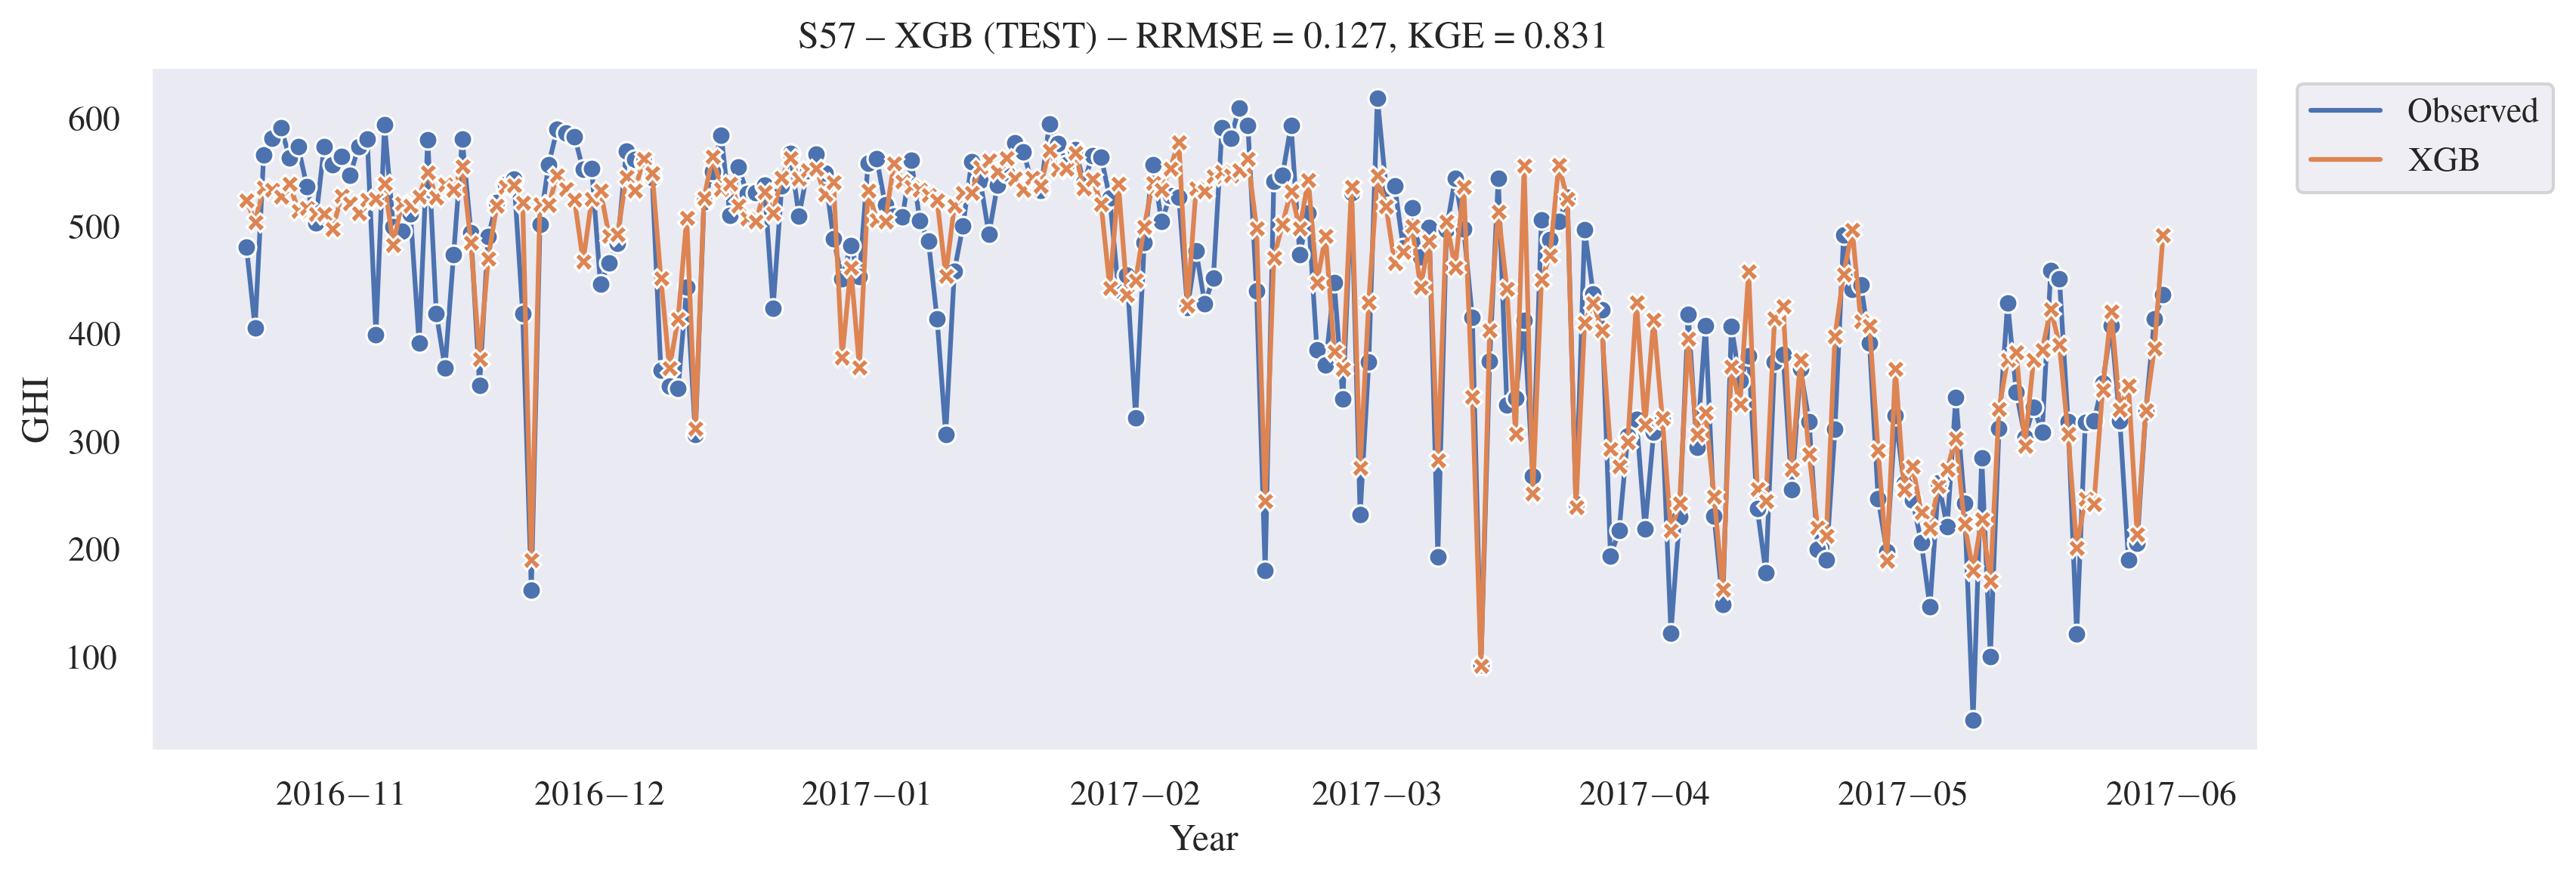 S57 – XGB (TEST) – RRMSE = 0.127, KGE = 0.831
Observed
XGB
GHI
600
500
400
300
200
100
2016−11
2016−12
2017−01
2017−02
2017−03
2017−04
2017−05
2017−06
Year